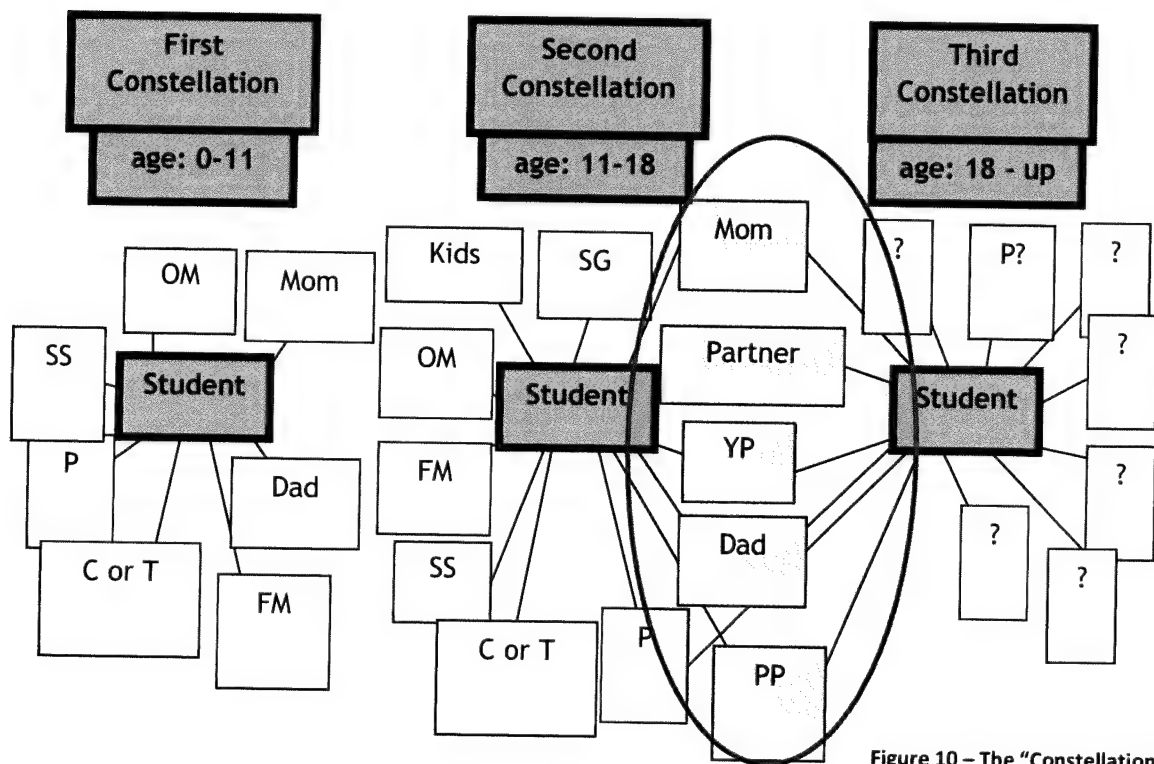 First
Constellation
age: 0-11
Second
Constellation
age: 11-18
Third
Constellation
age: 18 - up
OM
Mom
SS
Student
P
Dad
C or T
FM
Kids
SG
OM
Student
FM
SS
C or T
P
Mom
Partner
YP
Dad
PP
?
P?
?
?
Student
?
?
?
Figure 10 – The "Constellation